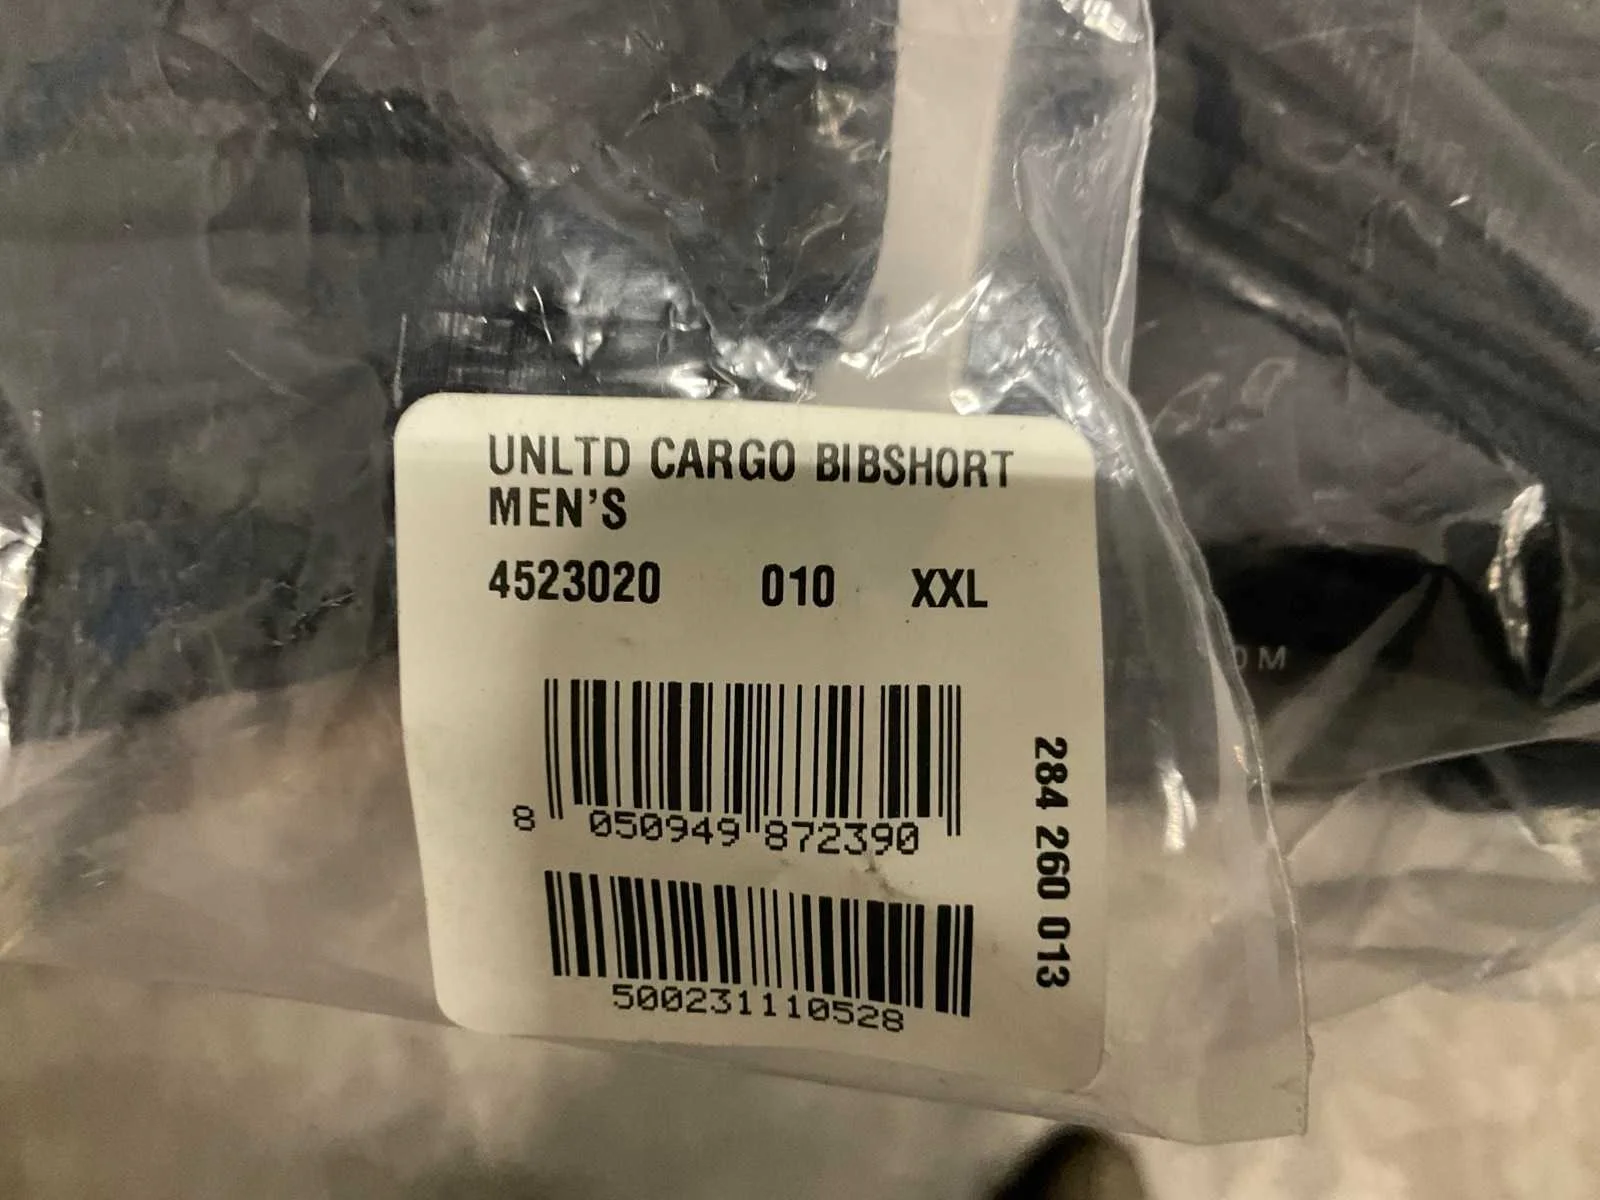 UNLTD CARGO BIBSHORT
MEN'S
4523020 010 XXL
8 050949 872390
500231110528
284 260 013